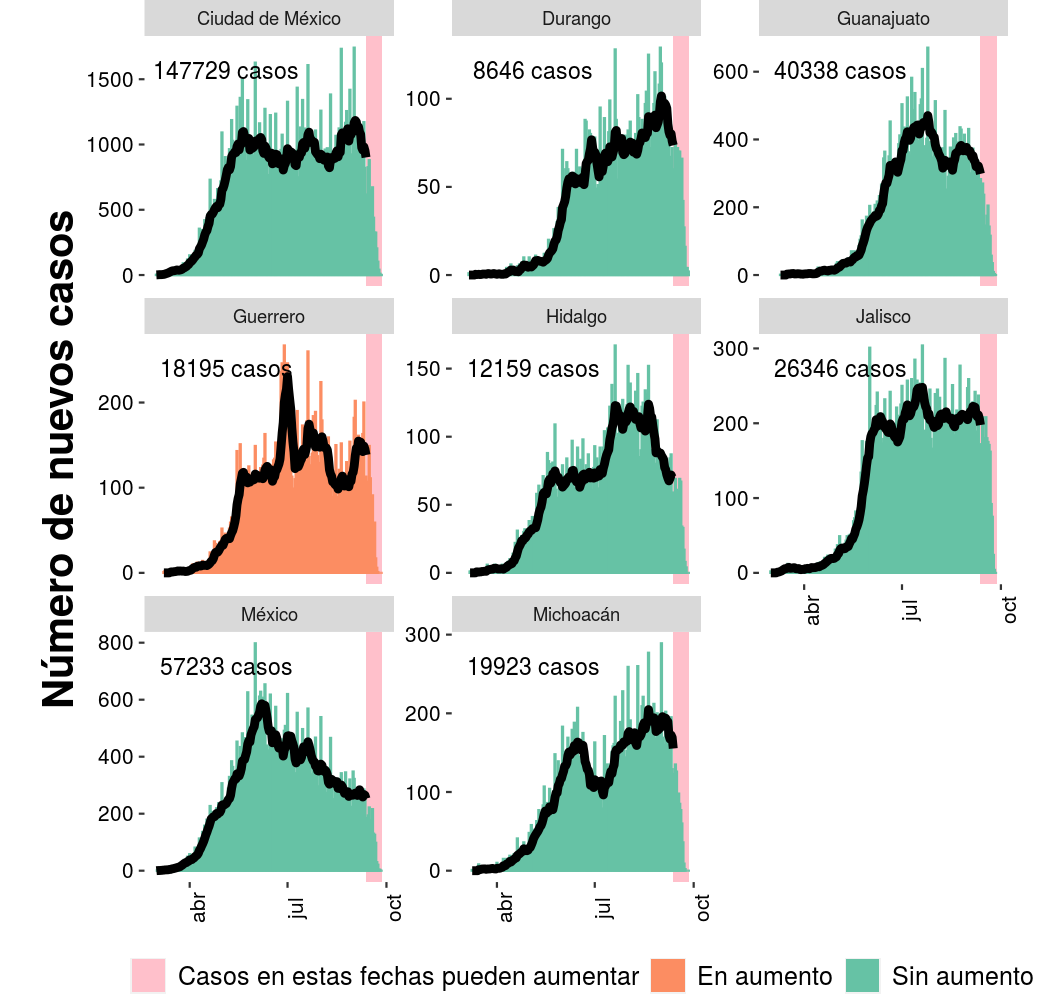 Número de nuevos casos
Ciudad de México
147729 casos
1500
1000
500
0
Durango
8646 casos
100
50
0
Guanajuato
40338 casos
600
400
200
0
Guerrero
18195 casos
200
100
0
Hidalgo
12159 casos
150
100
50
0
Jalisco
26346 casos
300
200
100
0
abr
jul
oct
México
57233 casos
800
600
400
200
0
abr
jul
oct
Michoacán
19923 casos
300
200
100
0
abr
jul
oct
Casos en estas fechas pueden aumentar
En aumento
Sin aumento